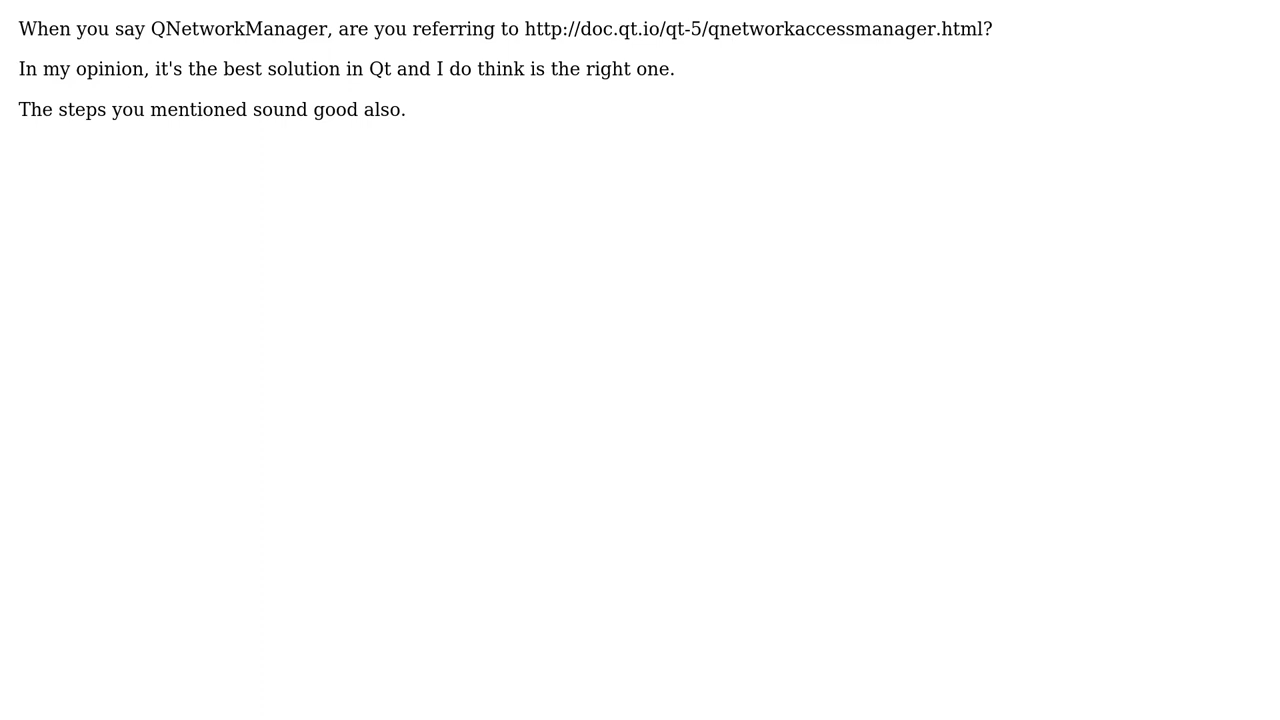 When you say QNetworkManager, are you referring to http://doc.qt.io/qt-5/qnetworkaccessmanager.html?
In my opinion, it's the best solution in Qt and I do think is the right one.
The steps you mentioned sound good also.